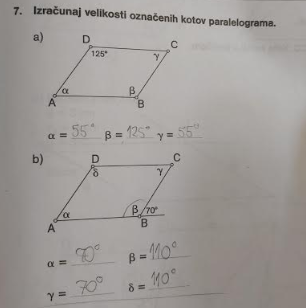 7. Izračunaj velikosti označenih kotov paralelograma.
a)
D C
125° γ
α β
A B
α = 55° β = 125° γ = 55°
b)
D C
δ γ
α β 70°
A B
α = 70° β = 110°
γ = 70° δ = 110°